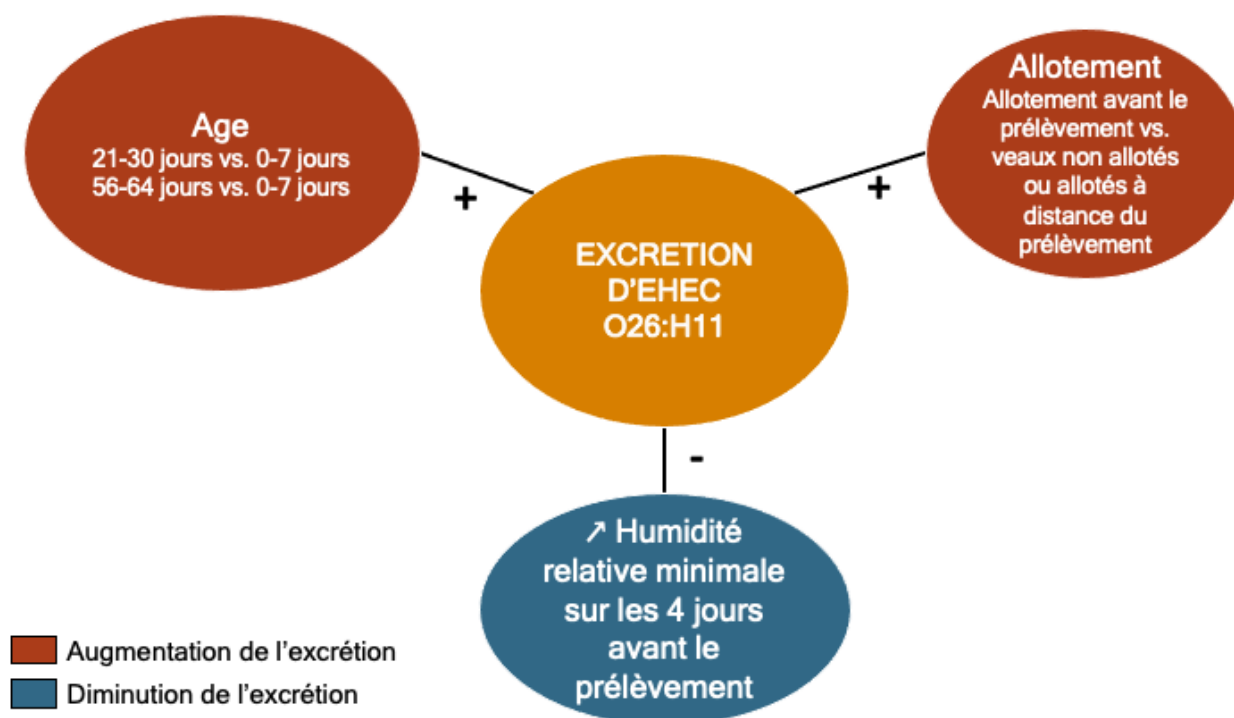 Age
21-30 jours vs. 0-7 jours
56-64 jours vs. 0-7 jours
+
Allotement
Allotement avant le
prélèvement vs.
veaux non allotés
ou allotés à
distance du
prélèvement
+
EXCRETION
D'EHEC
O26:H11
-
↗ Humidité
relative minimale
sur les 4 jours
avant le
prélèvement
Augmentation de l'excrétion
Diminution de l'excrétion